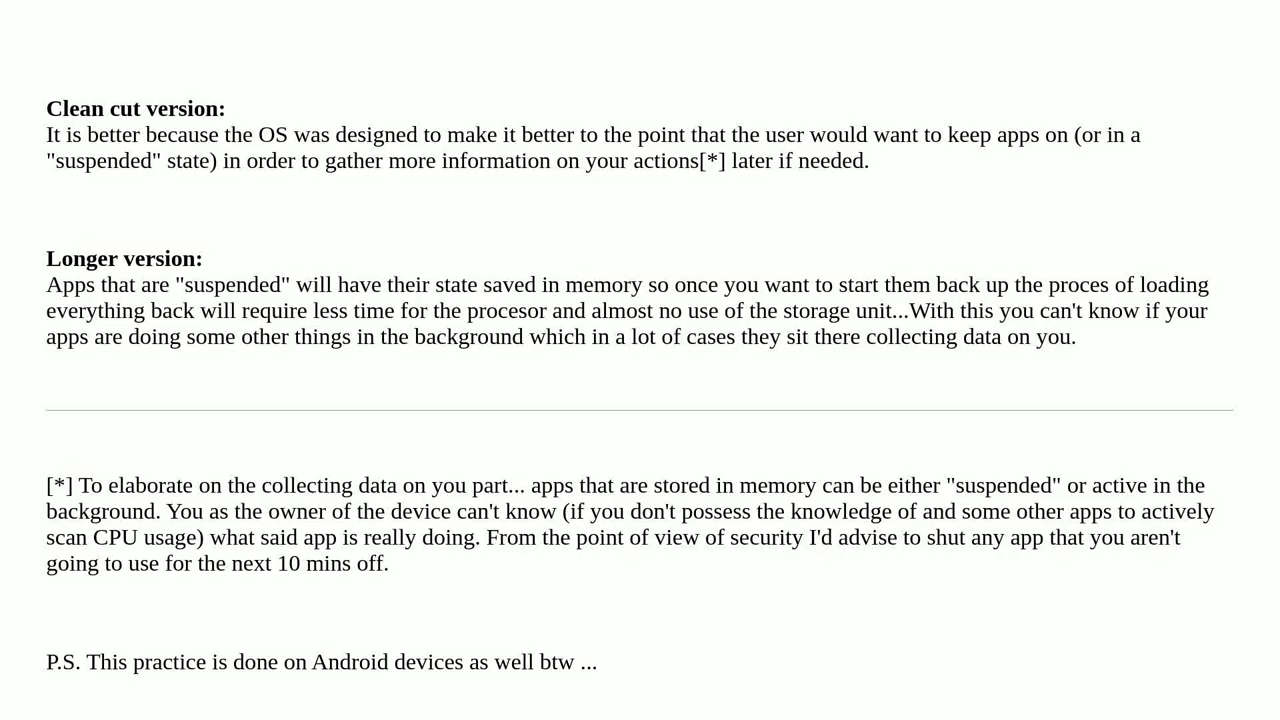 Clean cut version:
It is better because the OS was designed to make it better to the point that the user would want to keep apps on (or in a
"suspended" state) in order to gather more information on your actions[*] later if needed.
Longer version:
Apps that are "suspended" will have their state saved in memory so once you want to start them back up the proces of loading
everything back will require less time for the procesor and almost no use of the storage unit...With this you can't know if your
apps are doing some other things in the background which in a lot of cases they sit there collecting data on you.
[*] To elaborate on the collecting data on you part... apps that are stored in memory can be either "suspended" or active in the
background. You as the owner of the device can't know (if you don't possess the knowledge of and some other apps to actively
scan CPU usage) what said app is really doing. From the point of view of security I'd advise to shut any app that you aren't
going to use for the next 10 mins off.
P.S. This practice is done on Android devices as well btw ...